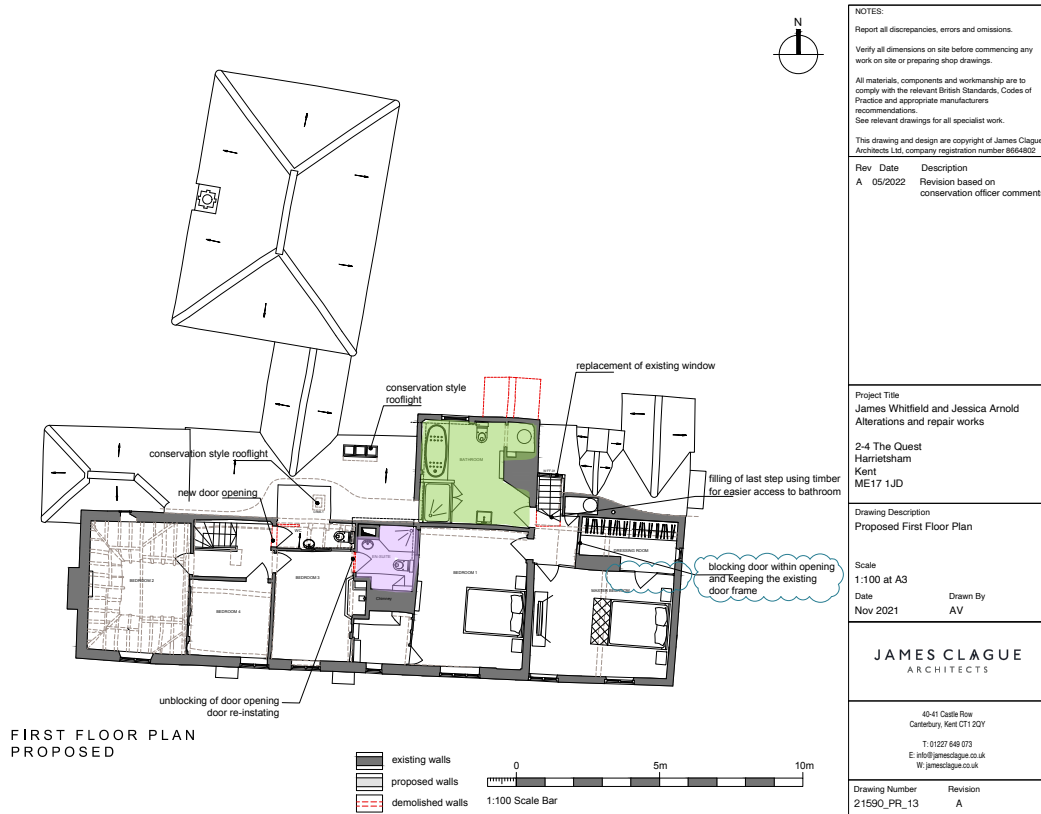 N
conservation style
rooflight
replacement of existing window
conservation style rooflight
new door opening
filling of last step using timber
for easier access to bathroom
blocking door within opening
and keeping the existing
door frame
unblocking of door opening
door re-instating
BATHROOM
WC
EN-SUITE
BEDROOM 1
BEDROOM 2
BEDROOM 3
BEDROOM 4
DRESSING ROOM
MASTER BEDROOM
FIRST FLOOR PLAN
PROPOSED
existing walls
proposed walls
demolished walls
0 5m 10m
1:100 Scale Bar
NOTES:
Report all discrepancies, errors and omissions.
Verify all dimensions on site before commencing any
work on site or preparing shop drawings.
All materials, components and workmanship are to
comply with the relevant British Standards, Codes of
Practice and appropriate manufacturers
recommendations.
See relevant drawings for all specialist work.
This drawing and design are copyright of James Clague
Architects Ltd, company registration number 8664802
Rev Date Description
A 05/2022 Revision based on
conservation officer comment
Project Title
James Whitfield and Jessica Arnold
Alterations and repair works
2-4 The Quest
Harrietsham
Kent
ME17 1JD
Drawing Description
Proposed First Floor Plan
Scale
1:100 at A3
Date Drawn By
Nov 2021 AV
JAMES CLAGUE
ARCHITECTS
40-41 Castle Row
Canterbury, Kent CT1 2QY
T: 01227 649 073
E: info@jamesclague.co.uk
W: jamesclague.co.uk
Drawing Number Revision
21590_PR_13 A